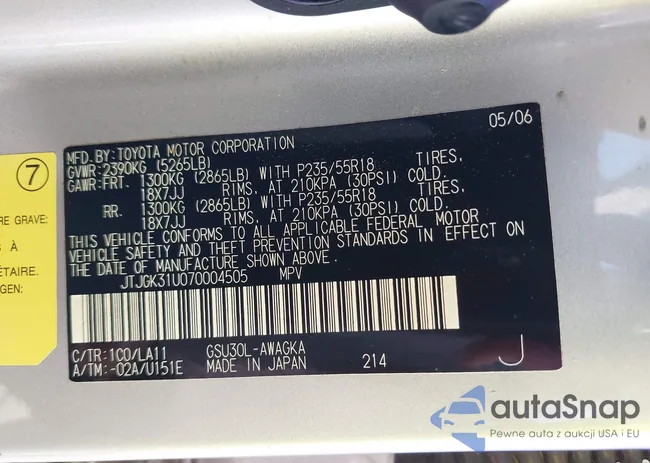 05/06
MFD.BY:TOYOTA MOTOR CORPORATION
GVWR:2390KG (5265LB)
GAWR:FRT. 1300KG (2865LB) WITH P235/55R18 TIRES,
18X7JJ RIMS, AT 210KPA (30PSI) COLD.
RR. 1300KG (2865LB) WITH P235/55R18 TIRES,
18X7JJ RIMS, AT 210KPA (30PSI) COLD.
THIS VEHICLE CONFORMS TO ALL APPLICABLE FEDERAL MOTOR
VEHICLE SAFETY AND THEFT PREVENTION STANDARDS IN EFFECT ON
THE DATE OF MANUFACTURE SHOWN ABOVE.
JTJGK31U070004505 MPV
C/TR:1C0/LA11 GSU30L-AWAGKA
A/TM:-02A/U151E MADE IN JAPAN 214 J
7
RE GRAVE:
S À
ÉTAIRE.
GEN:
autaSnap
Pewne auta z aukcji USA i EU